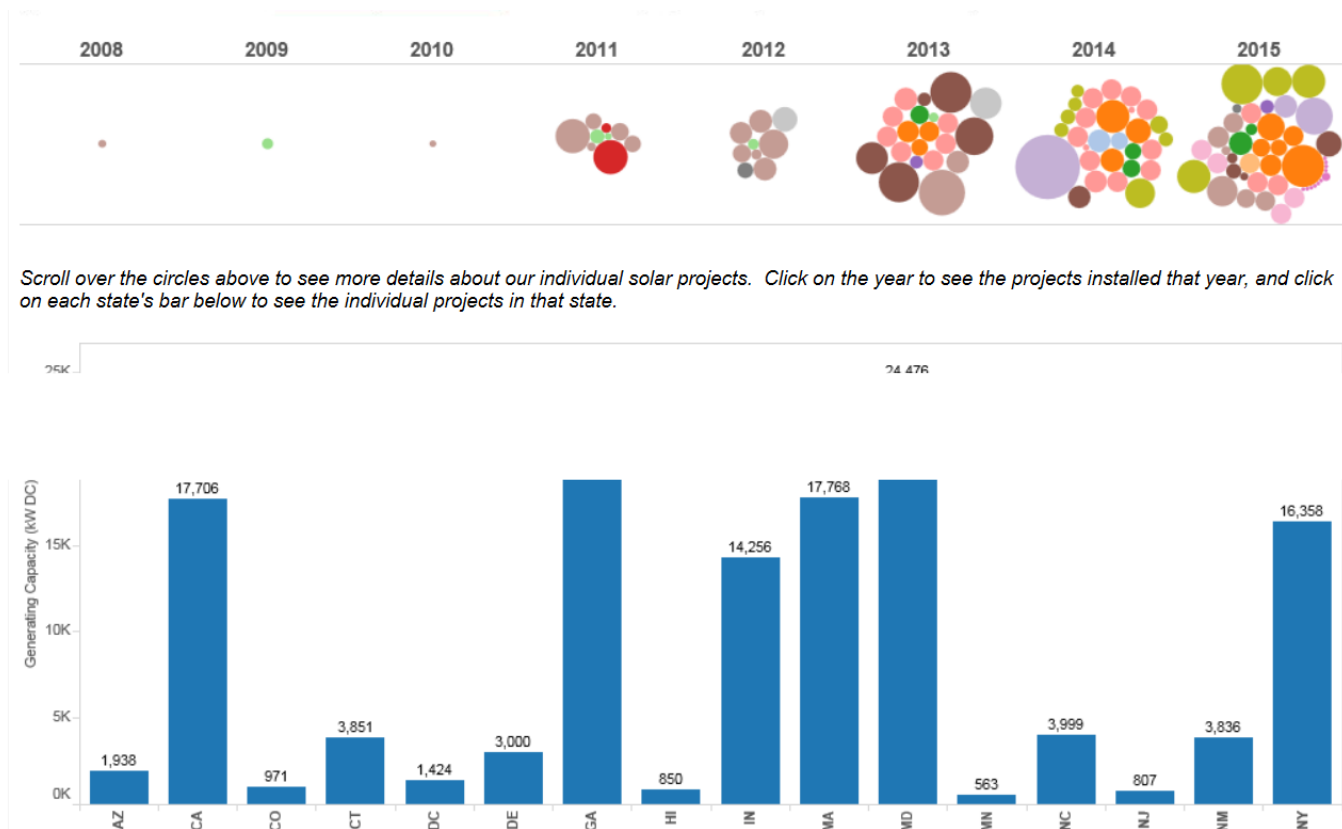 2008 2009 2010 2011 2012 2013 2014 2015
Scroll over the circles above to see more details about our individual solar projects.  Click on the year to see the projects installed that year, and click
on each state's bar below to see the individual projects in that state.
25K 24,476
17,706 17,768
16,358
15K 14,256
Generating Capacity (kW DC)
10K
5K
3,851 3,999 3,836
3,000
1,938 1,424
971 850 563 807
0K
AZ CA CO CT DC DE GA HI IN MA MD MN NC NJ NM NY